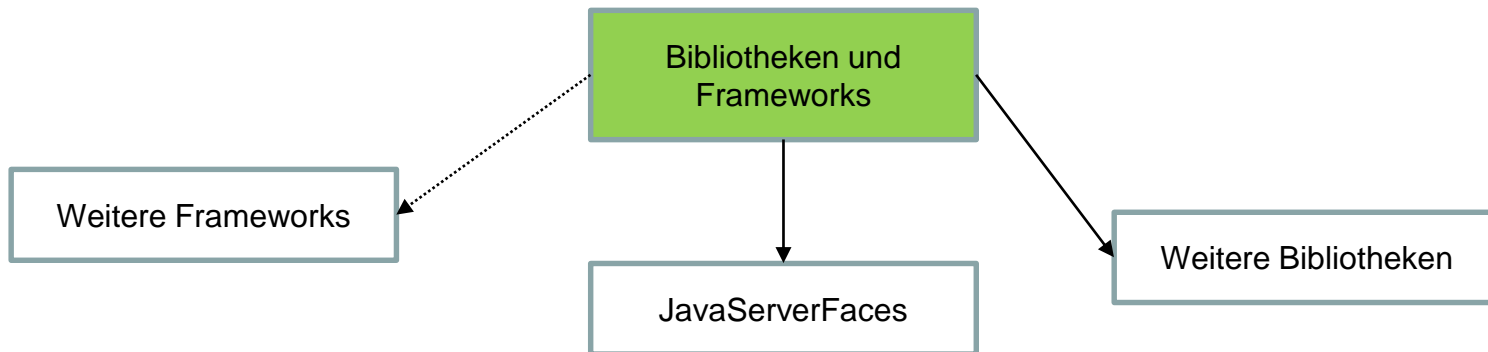 Bibliotheken und
Frameworks
Weitere Frameworks
Weitere Bibliotheken
JavaServerFaces